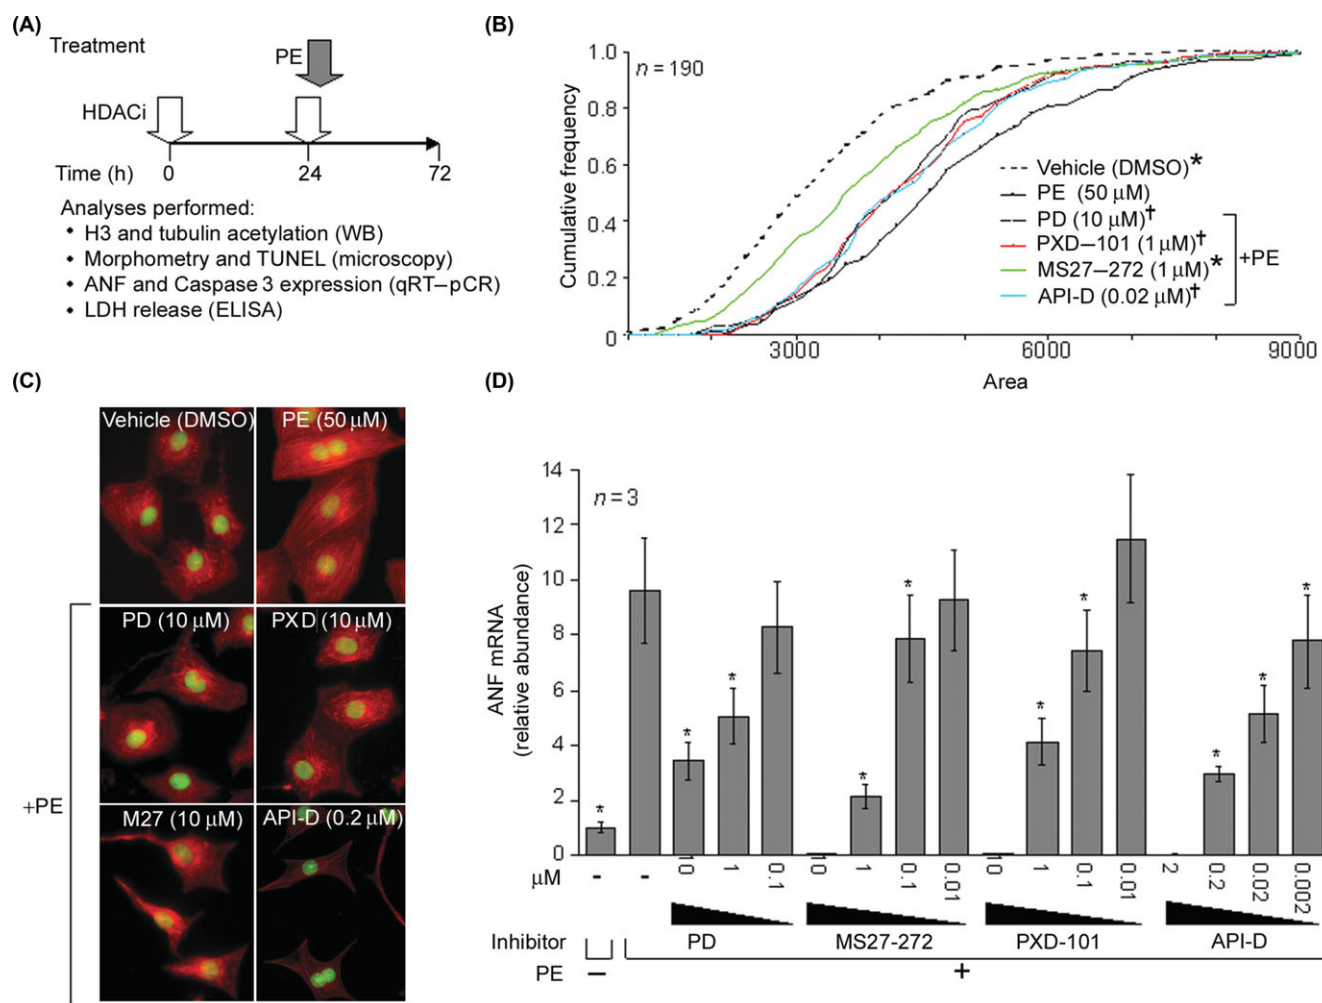 (A)
Treatment
PE
HDACi
Time (h) 0 24 72
Analyses performed:
◆ H3 and tubulin acetylation (WB)
◆ Morphometry and TUNEL (microscopy)
◆ ANF and Caspase 3 expression (qRT–pCR)
◆ LDH release (ELISA)
(B)
n = 190
Cumulative frequency
1.0
0.8
0.6
0.4
0.2
0
3000 6000 9000
Area
Vehicle (DMSO)*
PE (50 µM)
PD (10 µM)†
PXD–101 (1 µM)†
MS27–272 (1 µM)*
API-D (0.02 µM)†
+PE
(C)
Vehicle (DMSO) PE (50 µM)
PD (10 µM) PXD (10 µM)
M27 (10 µM) API-D (0.2 µM)
+PE
(D)
n = 3
ANF mRNA
(relative abundance)
14
12
10
8
6
4
2
0
* * * * * * * * * *
µM - - 10 1 0.1 10 1 0.1 0.01 10 1 0.1 0.01 2 0.2 0.02 0.002
Inhibitor PD MS27-272 PXD-101 API-D
PE − +